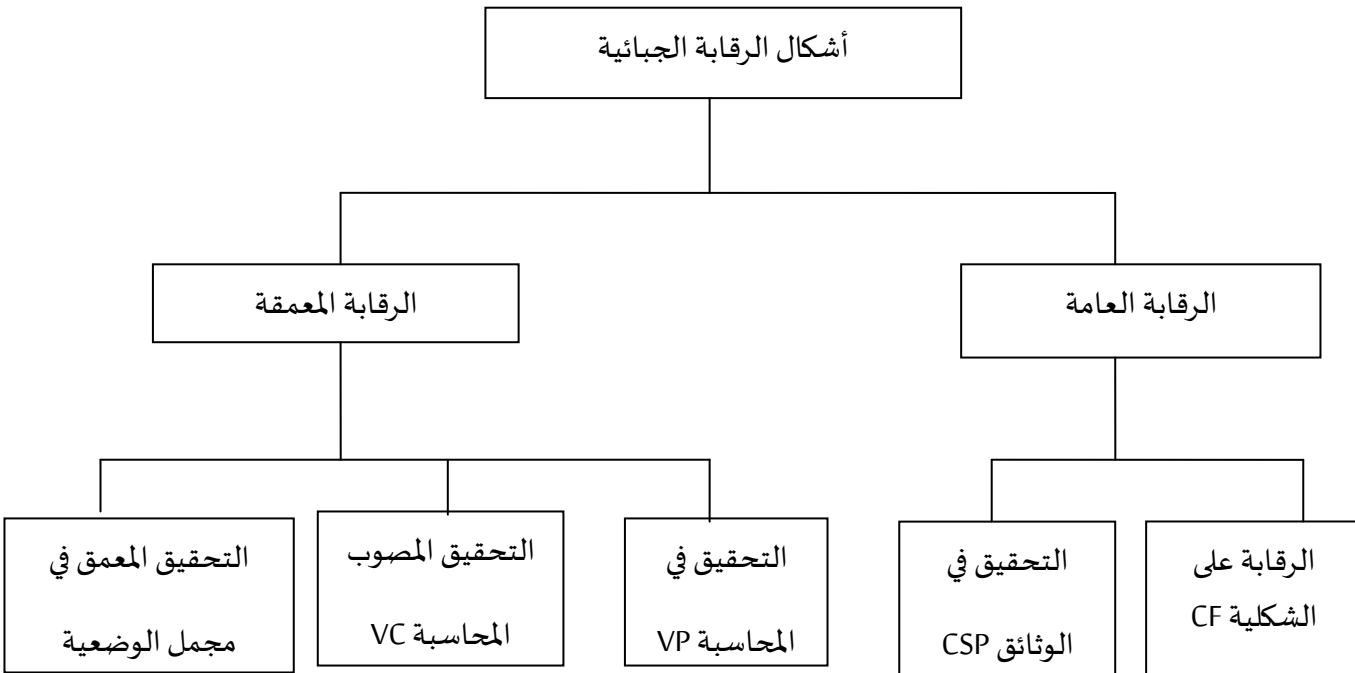 أشكال الرقابة الجبائية
الرقابة العامة
الرقابة المعمقة
الرقابة على
الشكلية CF
التحقيق في
الوثائق CSP
التحقيق في
المحاسبة VP
التحقيق المصوب
المحاسبة VC
التحقيق المعمق في
مجمل الوضعية